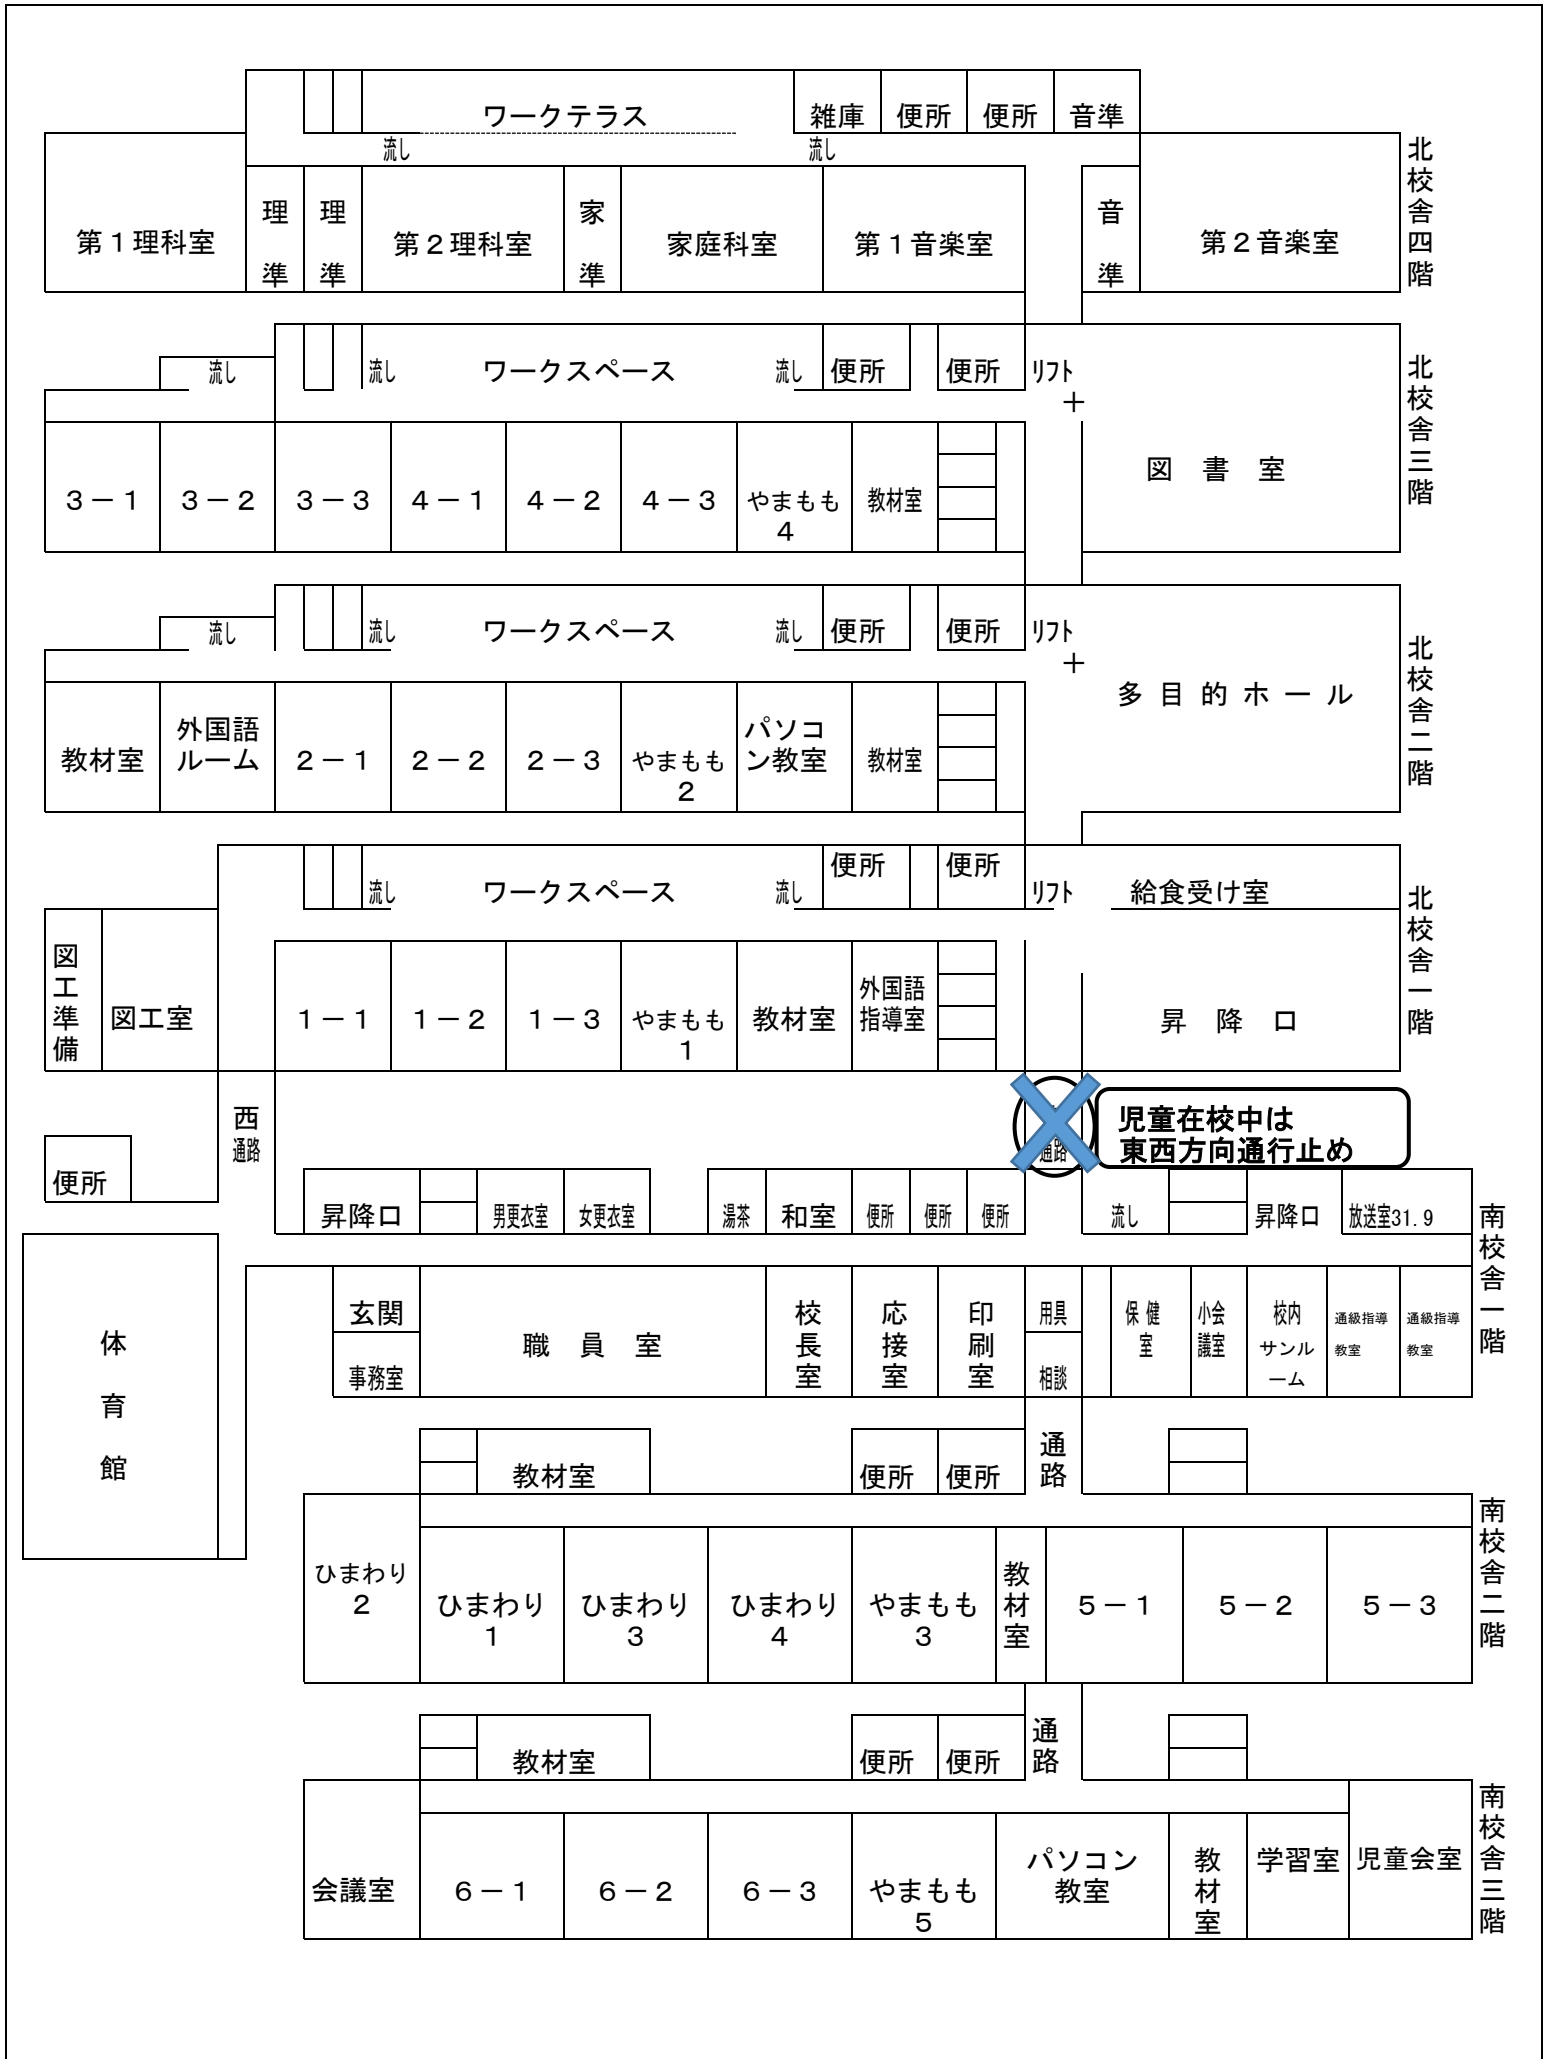 ワークテラス 雑庫 便所 便所 音準
流し 流し
第1理科室 理準 理準 第2理科室 家準 家庭科室 第1音楽室 音準 第2音楽室
北校舎四階
流し 流し ワークスペース 流し 便所 便所 リフト
＋
図 書 室
3－1 3－2 3－3 4－1 4－2 4－3 やまもも 教材室
4
北校舎三階
流し 流し ワークスペース 流し 便所 便所 リフト
＋
多 目 的 ホ ー ル
教材室 外国語ルーム 2－1 2－2 2－3 やまもも2 パソコン教室 教材室
北校舎二階
便所 便所
流し ワークスペース 流し リフト 給食受け室
図工準備 図工室 1－1 1－2 1－3 やまもも1 教材室 外国語指導室 昇 降 口
北校舎一階
西
通路
通路
児童在校中は
東西方向通行止め
便所
昇降口 男更衣室 女更衣室 湯茶 和室 便所 便所 便所 流し 昇降口 放送室31.9
体育館
玄関
事務室
職 員 室 校長室 応接室 印刷室
用具
相談
保健室 小会議室 校内サンルーム 通級指導教室 通級指導教室
南校舎一階
教材室 便所 便所 通路
ひまわり2 ひまわり1 ひまわり3 ひまわり4 やまもも3 教材室 5－1 5－2 5－3
南校舎二階
教材室 便所 便所 通路
会議室 6－1 6－2 6－3 やまもも5 パソコン教室 教材室 学習室 児童会室
南校舎三階